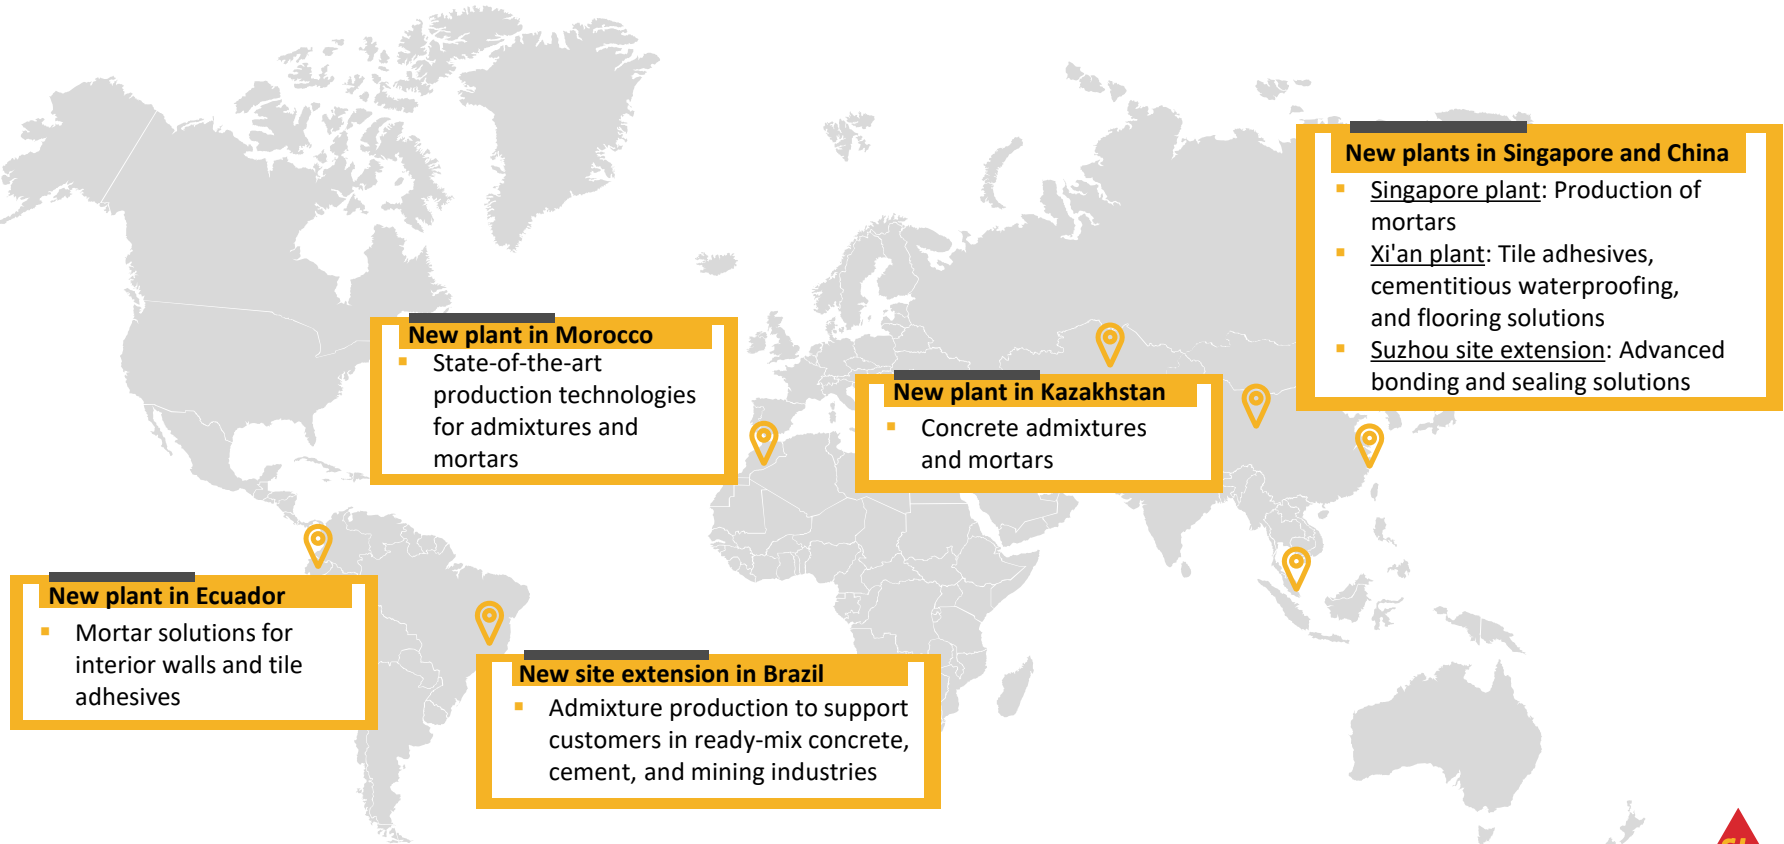 New plants in Singapore and China
▪ Singapore plant: Production of
mortars
▪ Xi'an plant: Tile adhesives,
cementitious waterproofing,
and flooring solutions
▪ Suzhou site extension: Advanced
bonding and sealing solutions
New plant in Morocco
▪ State-of-the-art
production technologies
for admixtures and
mortars
New plant in Kazakhstan
▪ Concrete admixtures
and mortars
New plant in Ecuador
▪ Mortar solutions for
interior walls and tile
adhesives
New site extension in Brazil
▪ Admixture production to support
customers in ready-mix concrete,
cement, and mining industries